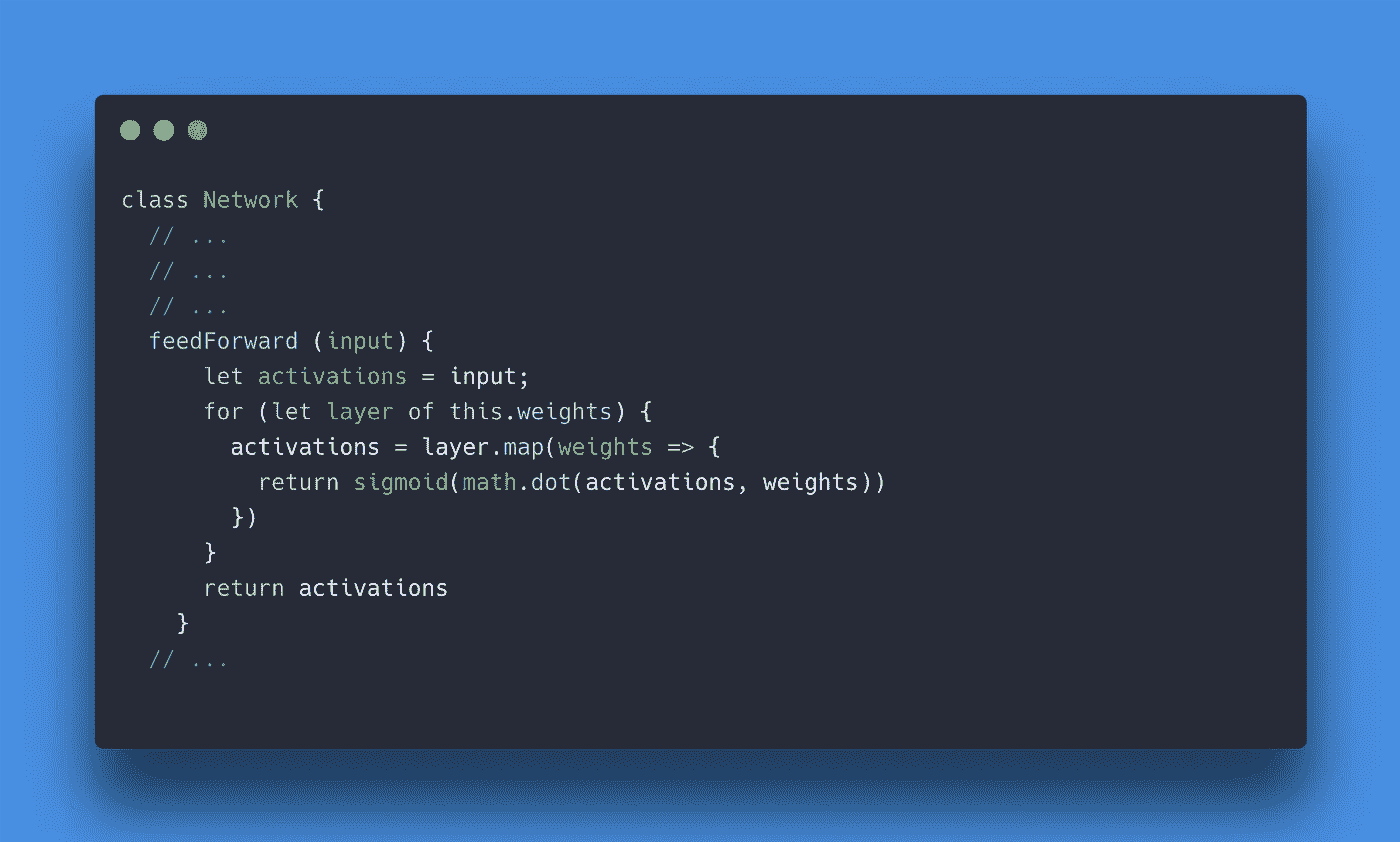 class Network {
  // ...
  // ...
  // ...
  feedForward (input) {
      let activations = input;
      for (let layer of this.weights) {
        activations = layer.map(weights => {
          return sigmoid(math.dot(activations, weights))
        })
      }
      return activations
    }
  // ...